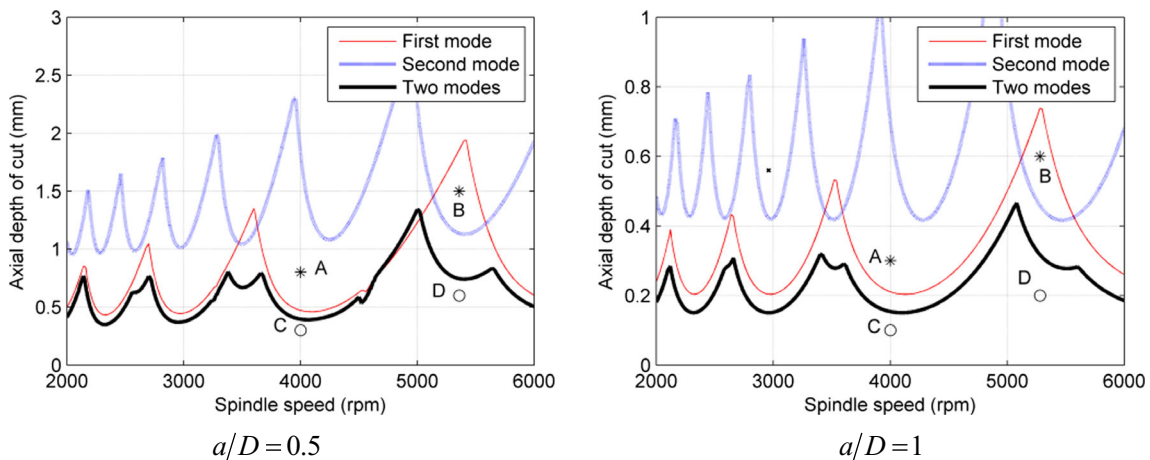 Axial depth of cut (mm)
3
2.5
2
1.5
1
0.5
0
First mode
Second mode
Two modes
A
B
C
D
2000 3000 4000 5000 6000
Spindle speed (rpm)
a/D = 0.5
Axial depth of cut (mm)
1
0.8
0.6
0.4
0.2
0
First mode
Second mode
Two modes
A
B
C
D
2000 3000 4000 5000 6000
Spindle speed (rpm)
a/D = 1